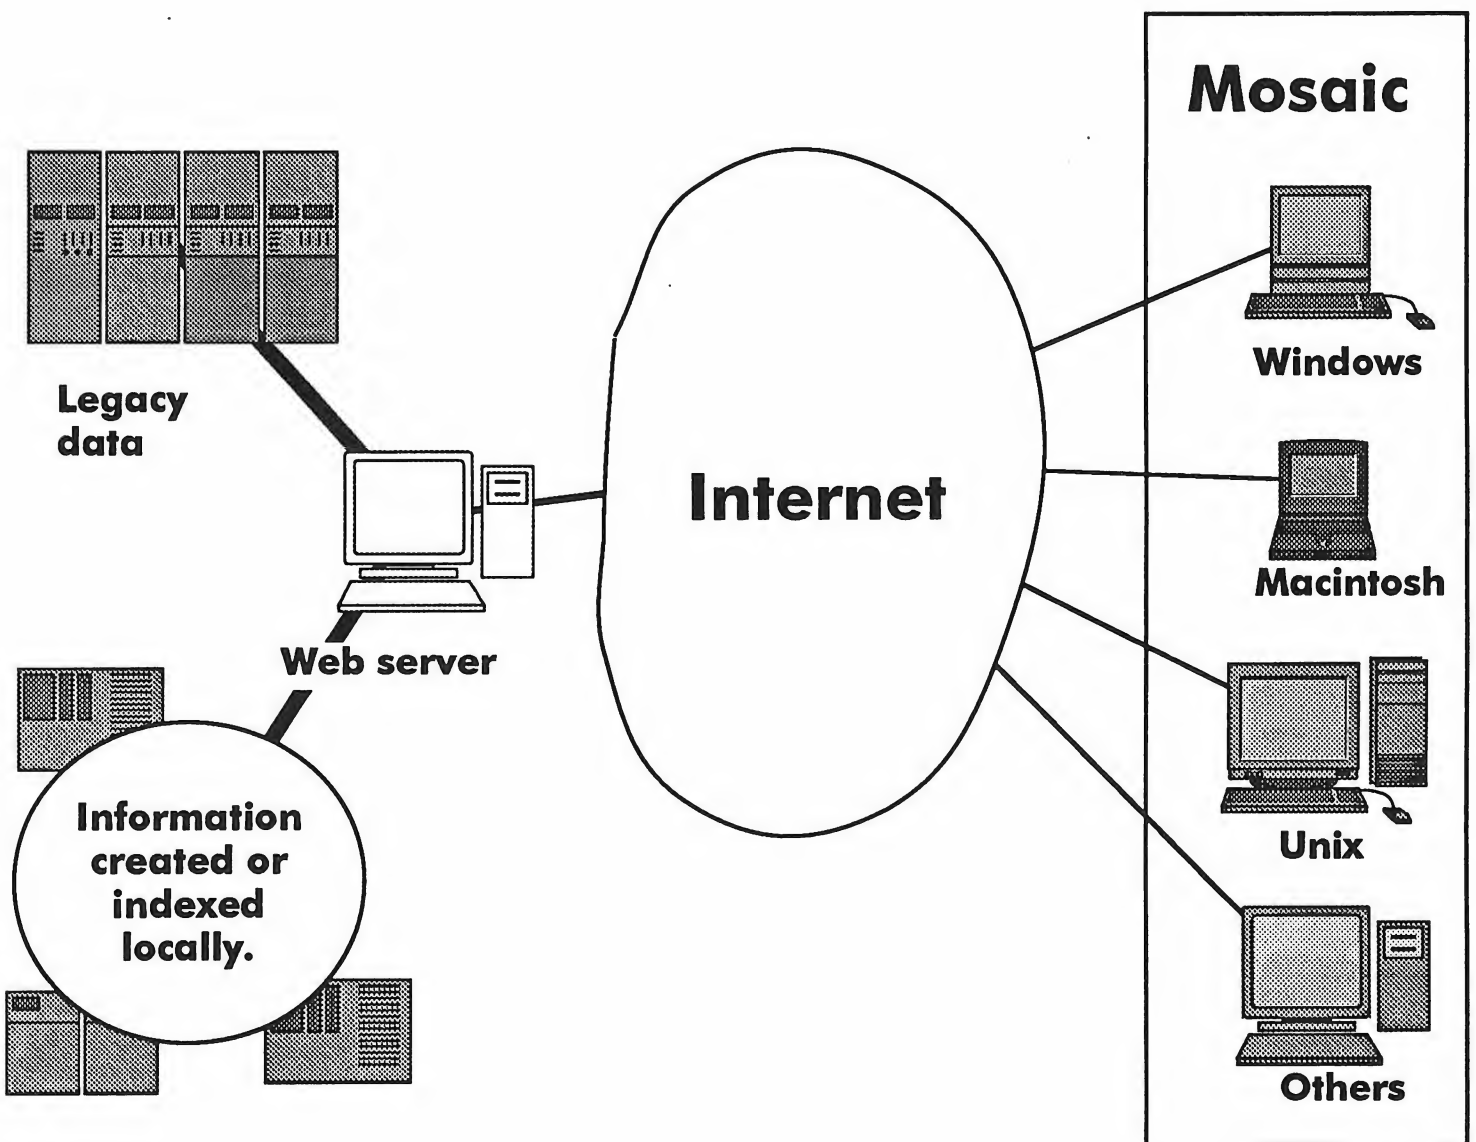 Mosaic
Windows
Legacy
data
Internet
Macintosh
Web server
Information
created or
indexed
locally.
Unix
Others